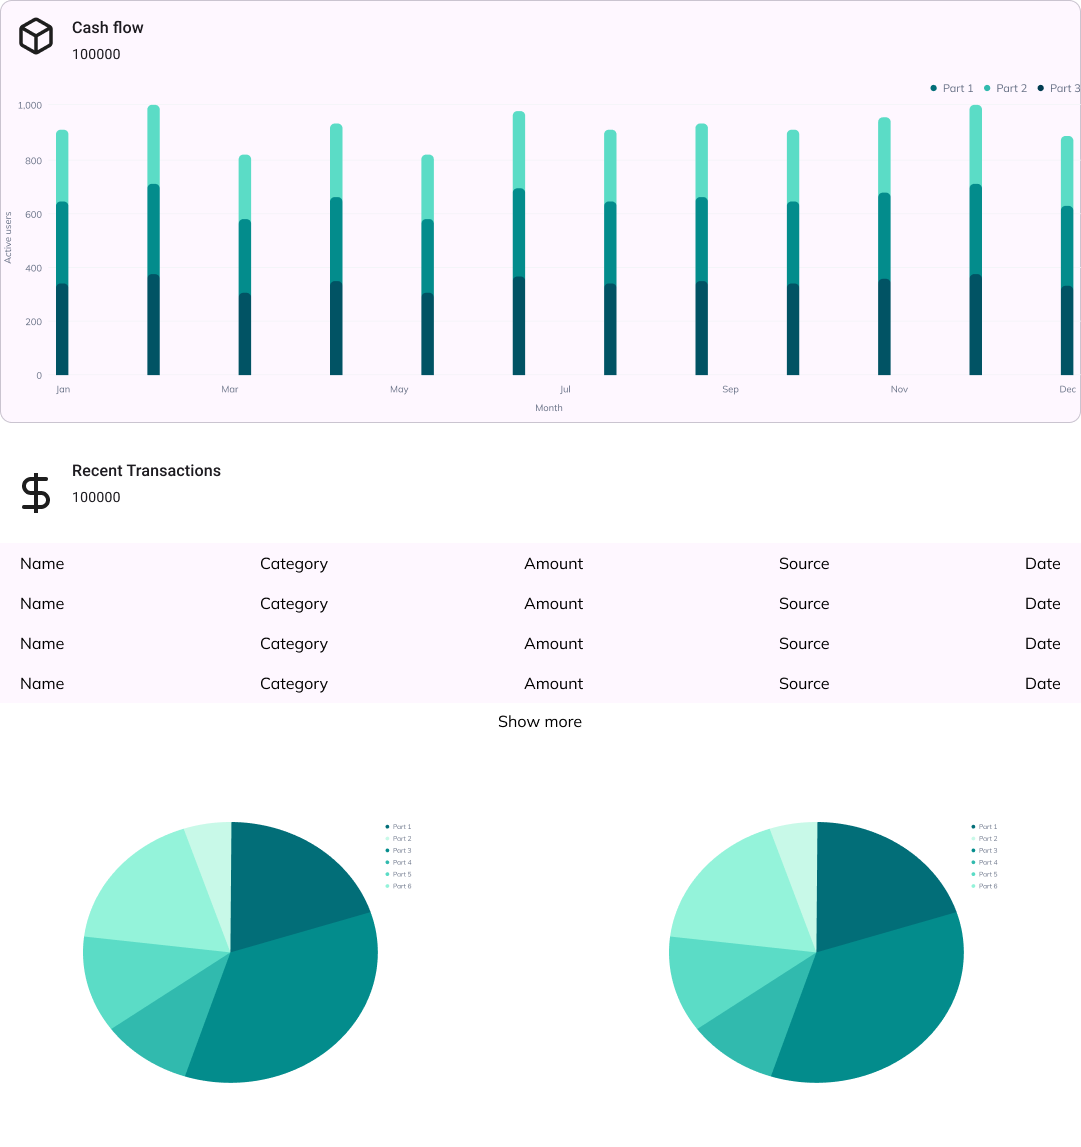 Cash flow
100000
Part 1 Part 2 Part 3
1,000
800
600
400
200
0
Active users
Jan Mar May Jul Sep Nov Dec
Month
Recent Transactions
100000
Name Category Amount Source Date
Name Category Amount Source Date
Name Category Amount Source Date
Name Category Amount Source Date
Show more
Part 1
Part 2
Part 3
Part 4
Part 5
Part 6
Part 1
Part 2
Part 3
Part 4
Part 5
Part 6